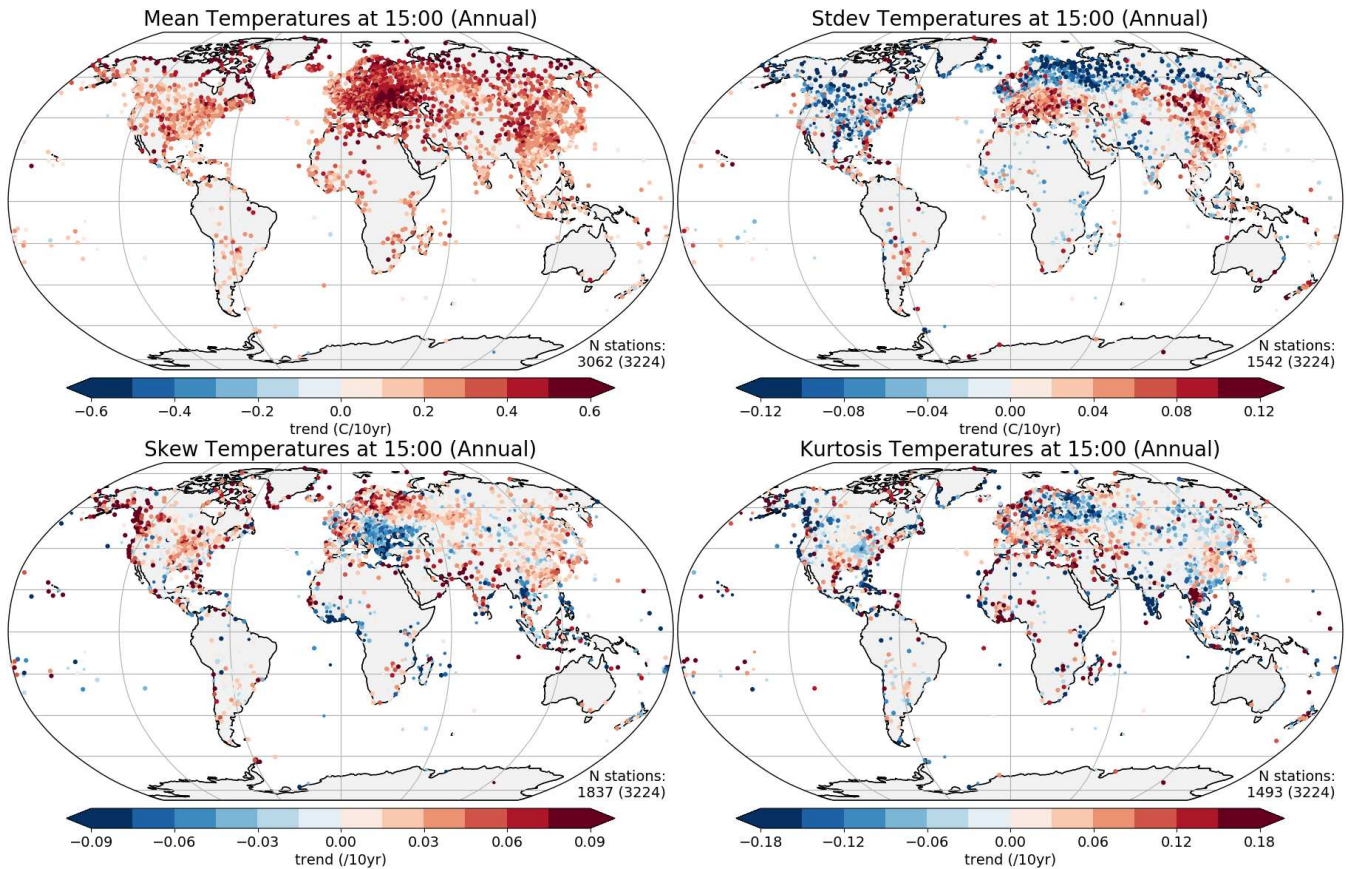 Mean Temperatures at 15:00 (Annual)
Stdev Temperatures at 15:00 (Annual)
N stations:
3062 (3224)
N stations:
1542 (3224)
−0.6 −0.4 −0.2 0.0 0.2 0.4 0.6
trend (C/10yr)
−0.12 −0.08 −0.04 0.00 0.04 0.08 0.12
trend (C/10yr)
Skew Temperatures at 15:00 (Annual)
Kurtosis Temperatures at 15:00 (Annual)
N stations:
1837 (3224)
N stations:
1493 (3224)
−0.09 −0.06 −0.03 0.00 0.03 0.06 0.09
trend (/10yr)
−0.18 −0.12 −0.06 0.00 0.06 0.12 0.18
trend (/10yr)